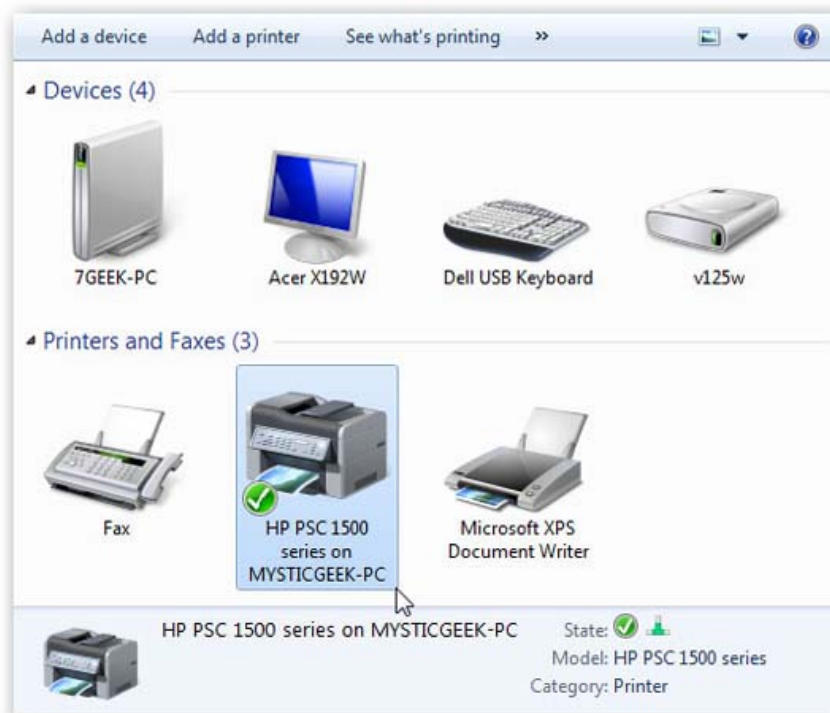 Add a device Add a printer See what's printing »
Devices (4)
7GEEK-PC Acer X192W Dell USB Keyboard v125w
Printers and Faxes (3)
Fax
HP PSC 1500
series on
MYSTICGEEK-PC
Microsoft XPS
Document Writer
HP PSC 1500 series on MYSTICGEEK-PC
State:
Model: HP PSC 1500 series
Category: Printer